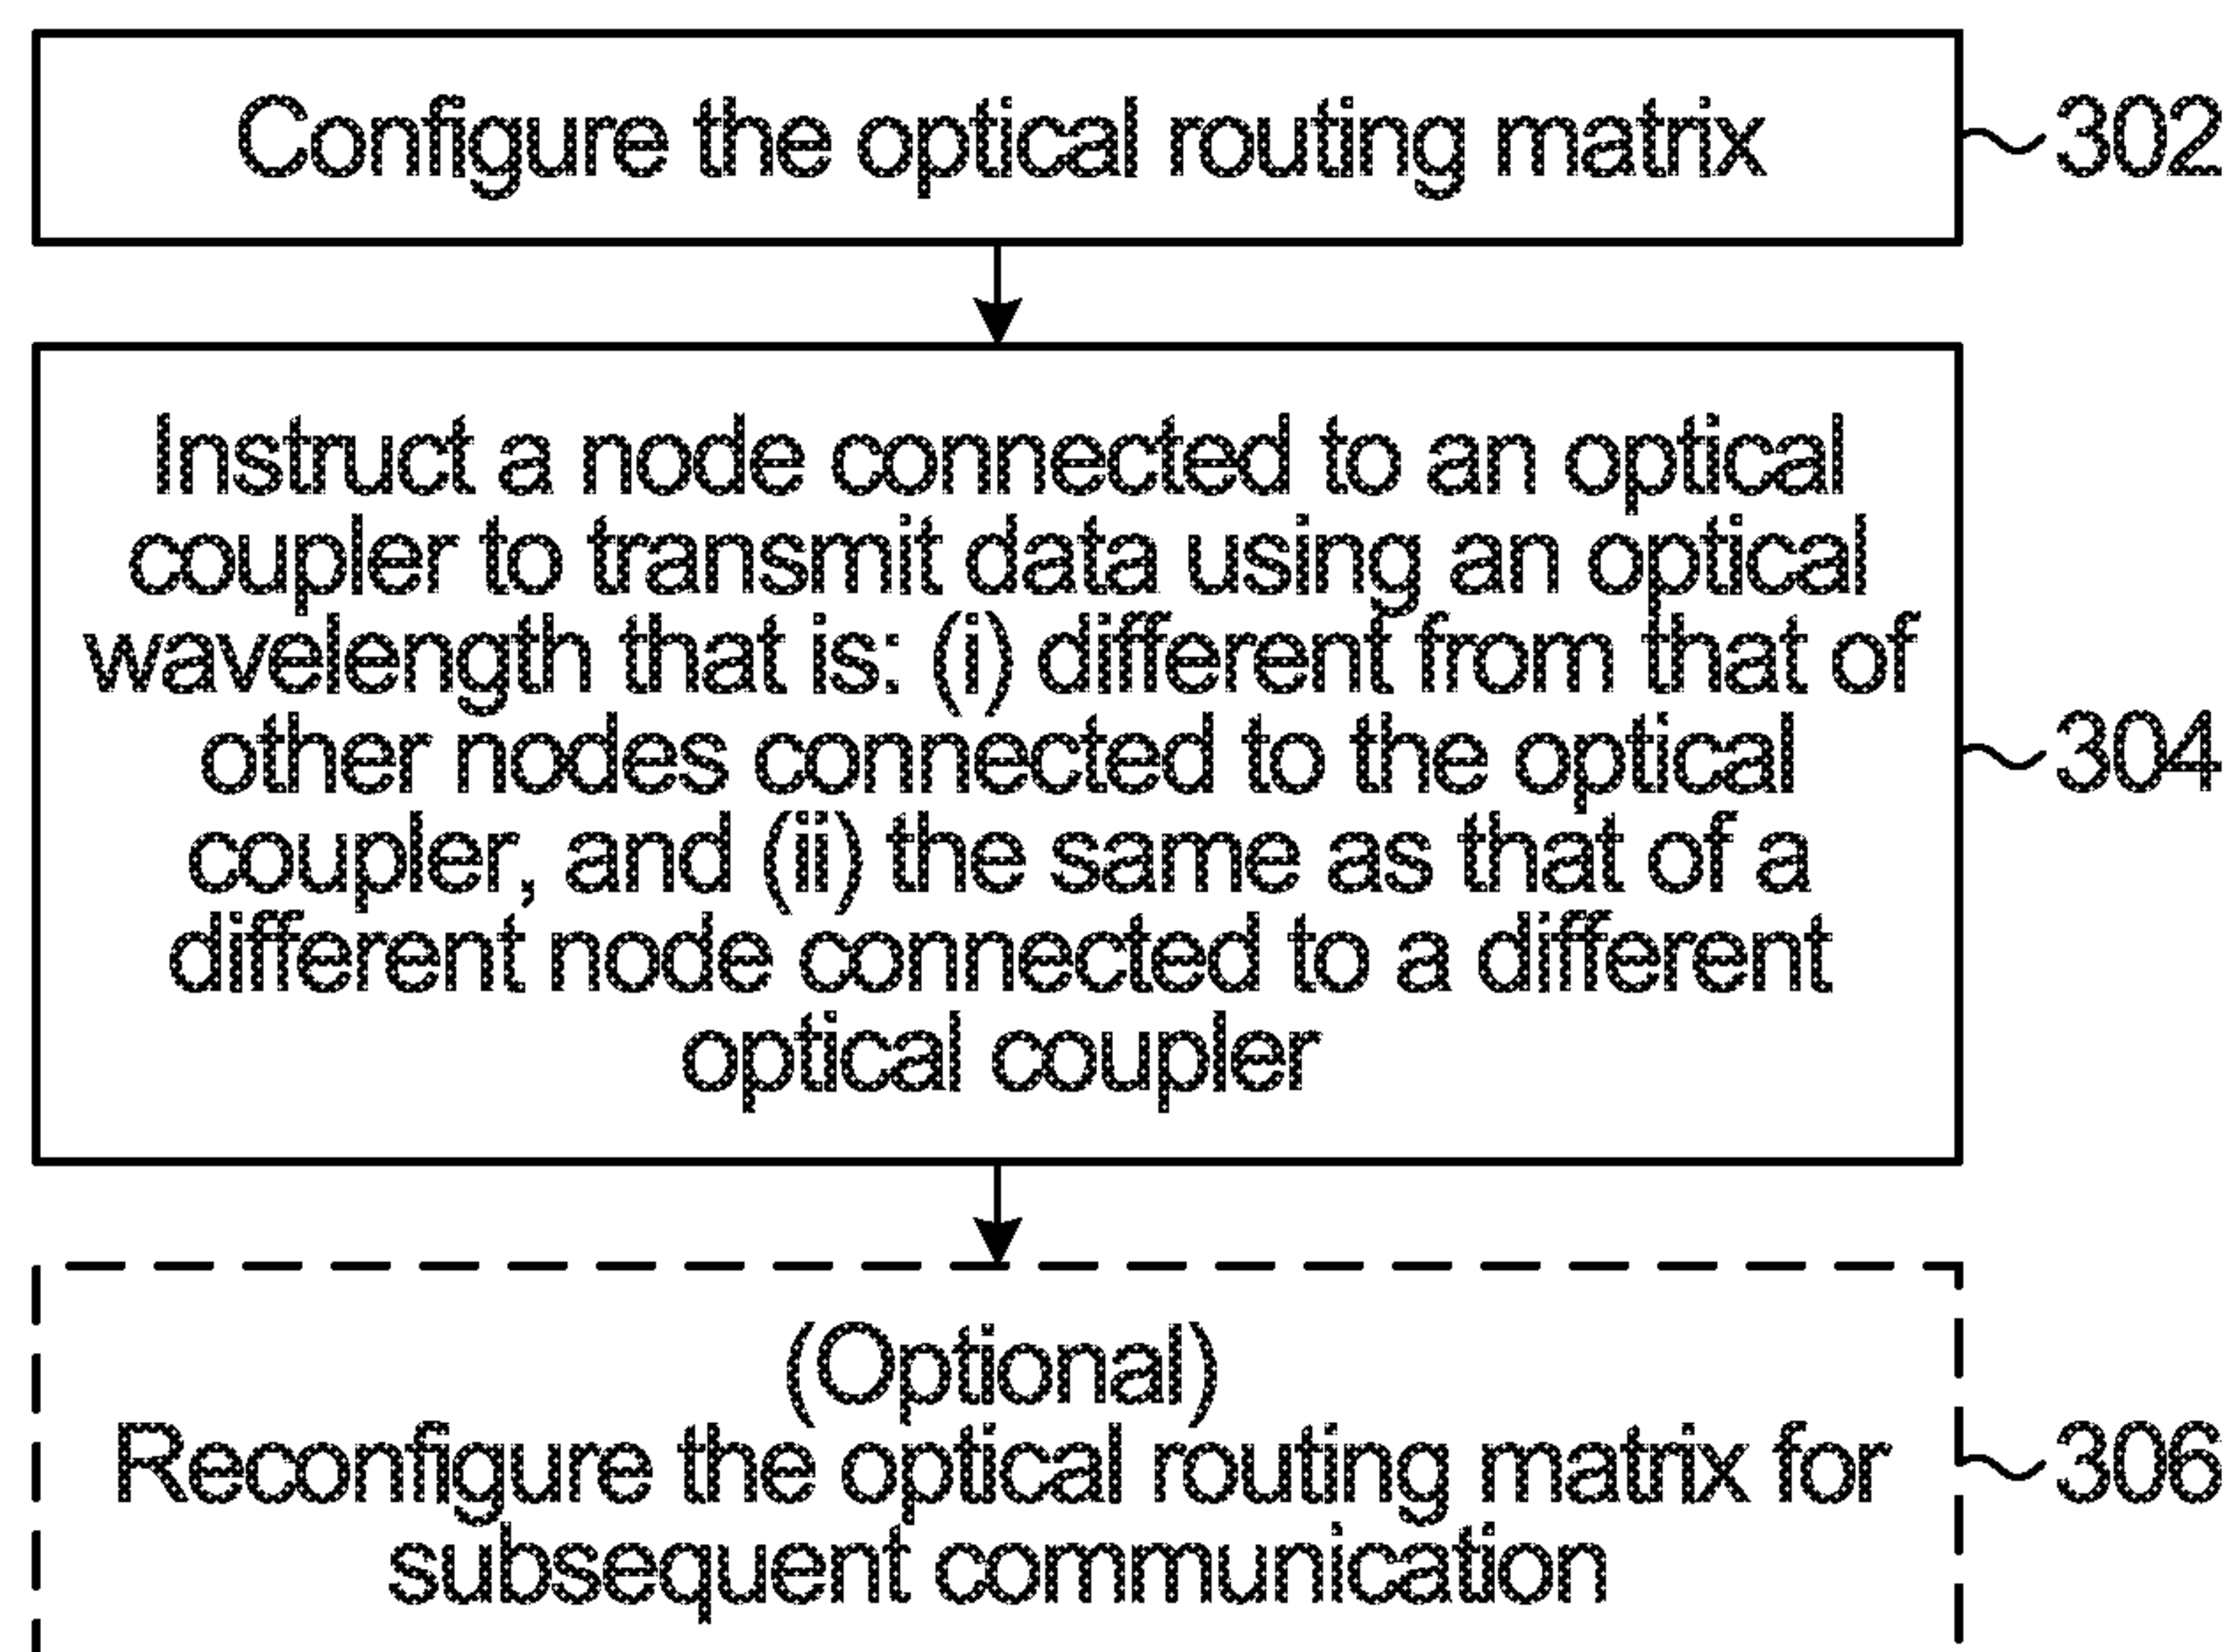 Configure the optical routing matrix
302
Instruct a node connected to an optical
coupler to transmit data using an optical
wavelength that is: (i) different from that of
other nodes connected to the optical
coupler, and (ii) the same as that of a
different node connected to a different
optical coupler
304
(Optional)
Reconfigure the optical routing matrix for
subsequent communication
306